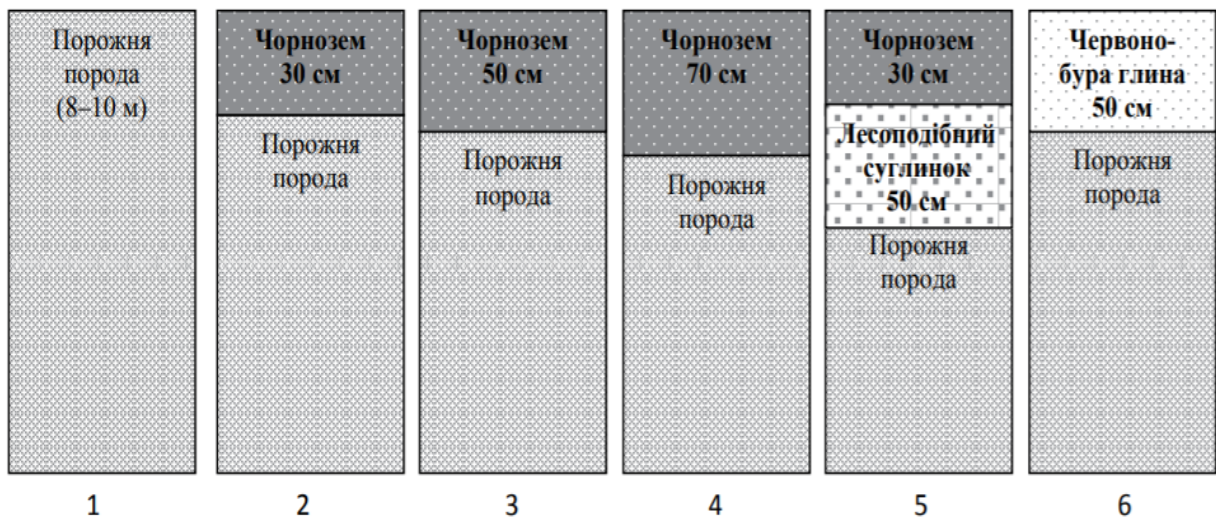 Порожня
порода
(8–10 м)
Чорнозем
30 см
Порожня
порода
Чорнозем
50 см
Порожня
порода
Чорнозем
70 см
Порожня
порода
Чорнозем
30 см
Лесоподібний
суглинок
50 см
Порожня
порода
Червоно-
бура глина
50 см
Порожня
порода
1
2
3
4
5
6